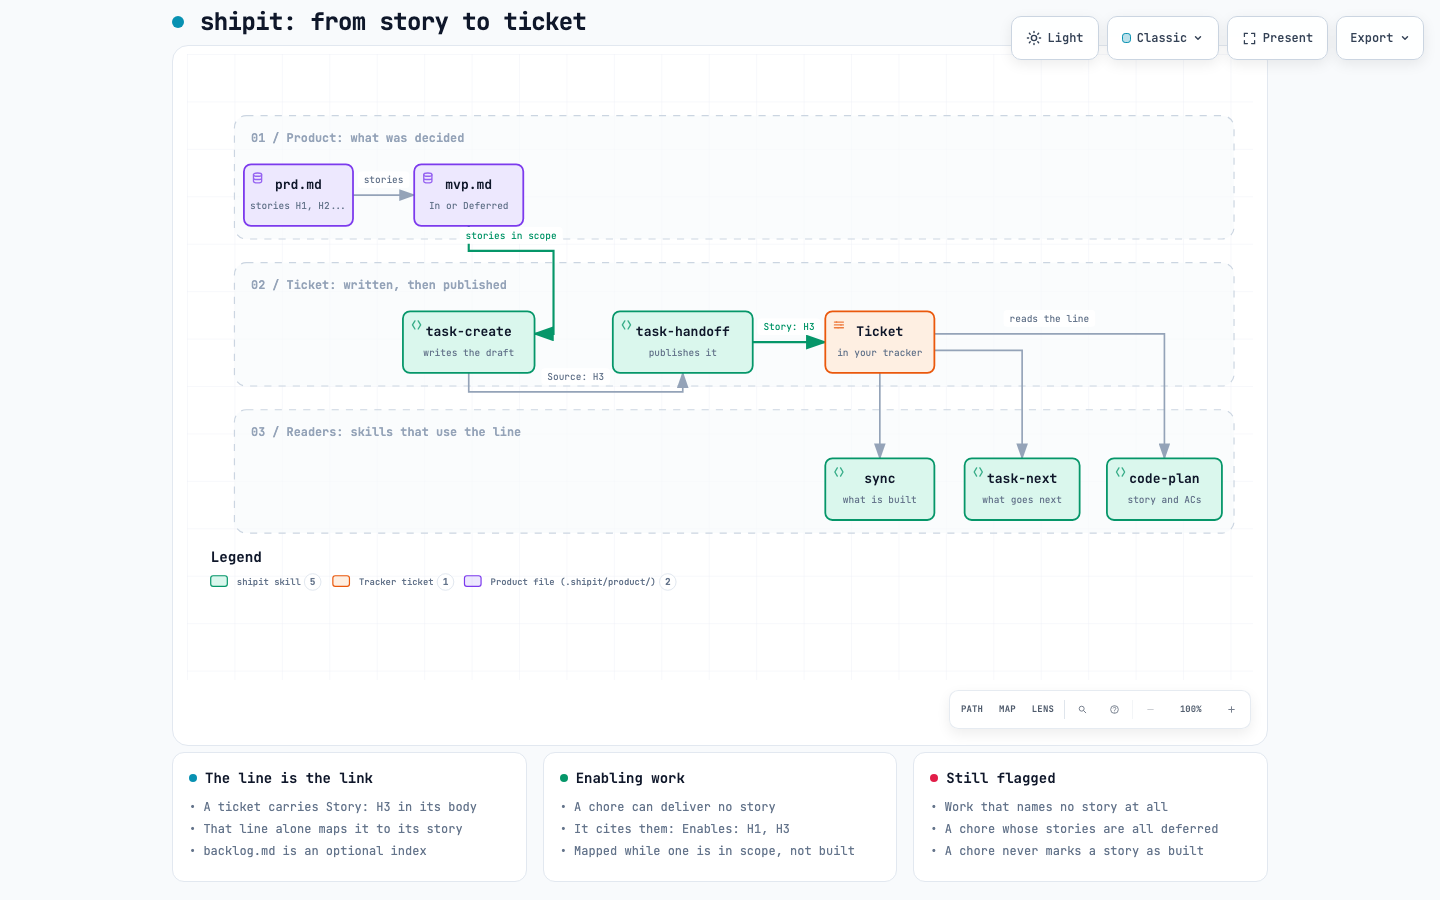 shipit: from story to ticket
Light
Classic
Present
Export
01 / Product: what was decided
prd.md
stories H1, H2...
stories
mvp.md
In or Deferred
stories in scope
02 / Ticket: written, then published
task-create
writes the draft
Source: H3
task-handoff
publishes it
Story: H3
Ticket
in your tracker
reads the line
03 / Readers: skills that use the line
sync
what is built
task-next
what goes next
code-plan
story and ACs
Legend
shipit skill 5
Tracker ticket 1
Product file (.shipit/product/) 2
PATH MAP LENS 100%
The line is the link
• A ticket carries Story: H3 in its body
• That line alone maps it to its story
• backlog.md is an optional index
Enabling work
• A chore can deliver no story
• It cites them: Enables: H1, H3
• Mapped while one is in scope, not built
Still flagged
• Work that names no story at all
• A chore whose stories are all deferred
• A chore never marks a story as built